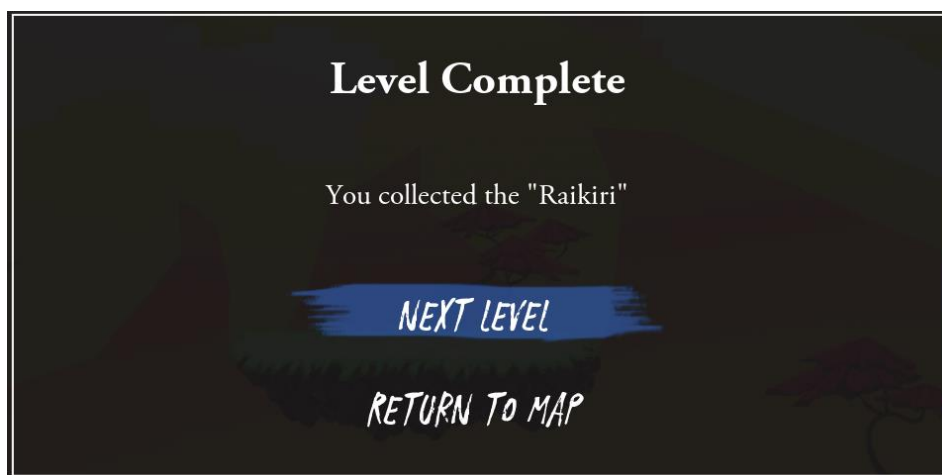 Level Complete
You collected the "Raikiri"
NEXT LEVEL
RETURN TO MAP